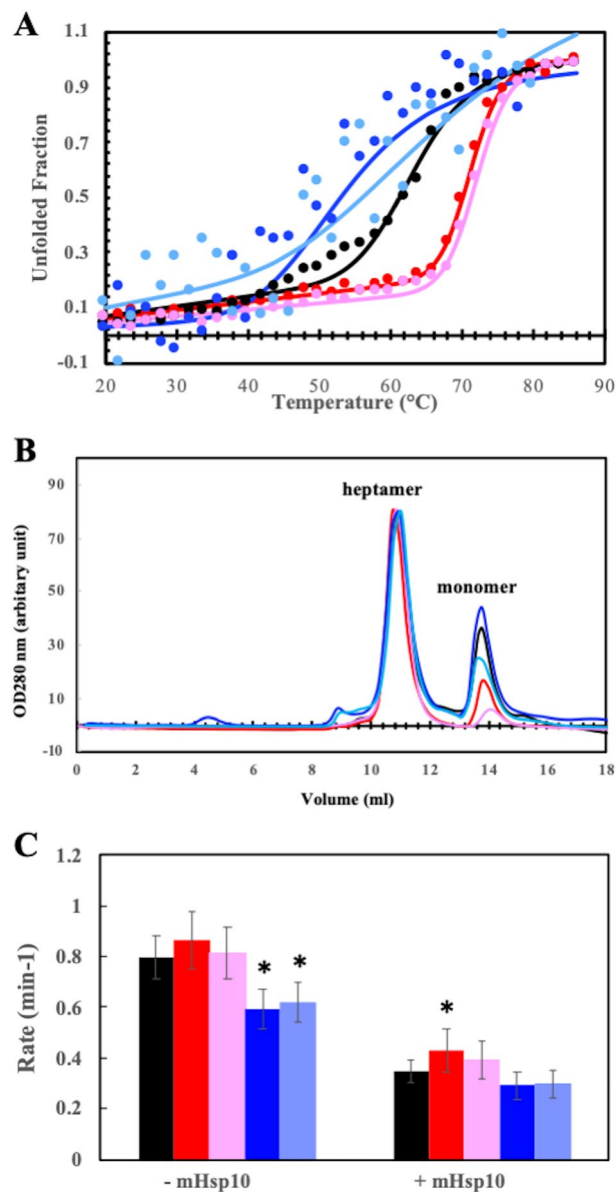 A
1.1
0.9
0.7
0.5
0.3
0.1
-0.1
Unfolded Fraction
20 30 40 50 60 70 80 90
Temperature (°C)
B
90
70
50
30
10
-10
OD280 nm (arbitary unit)
heptamer
monomer
0 2 4 6 8 10 12 14 16 18
Volume (ml)
C
1.2
1
0.8
0.6
0.4
0.2
0
Rate (min-1)
* *
*
- mHsp10 + mHsp10